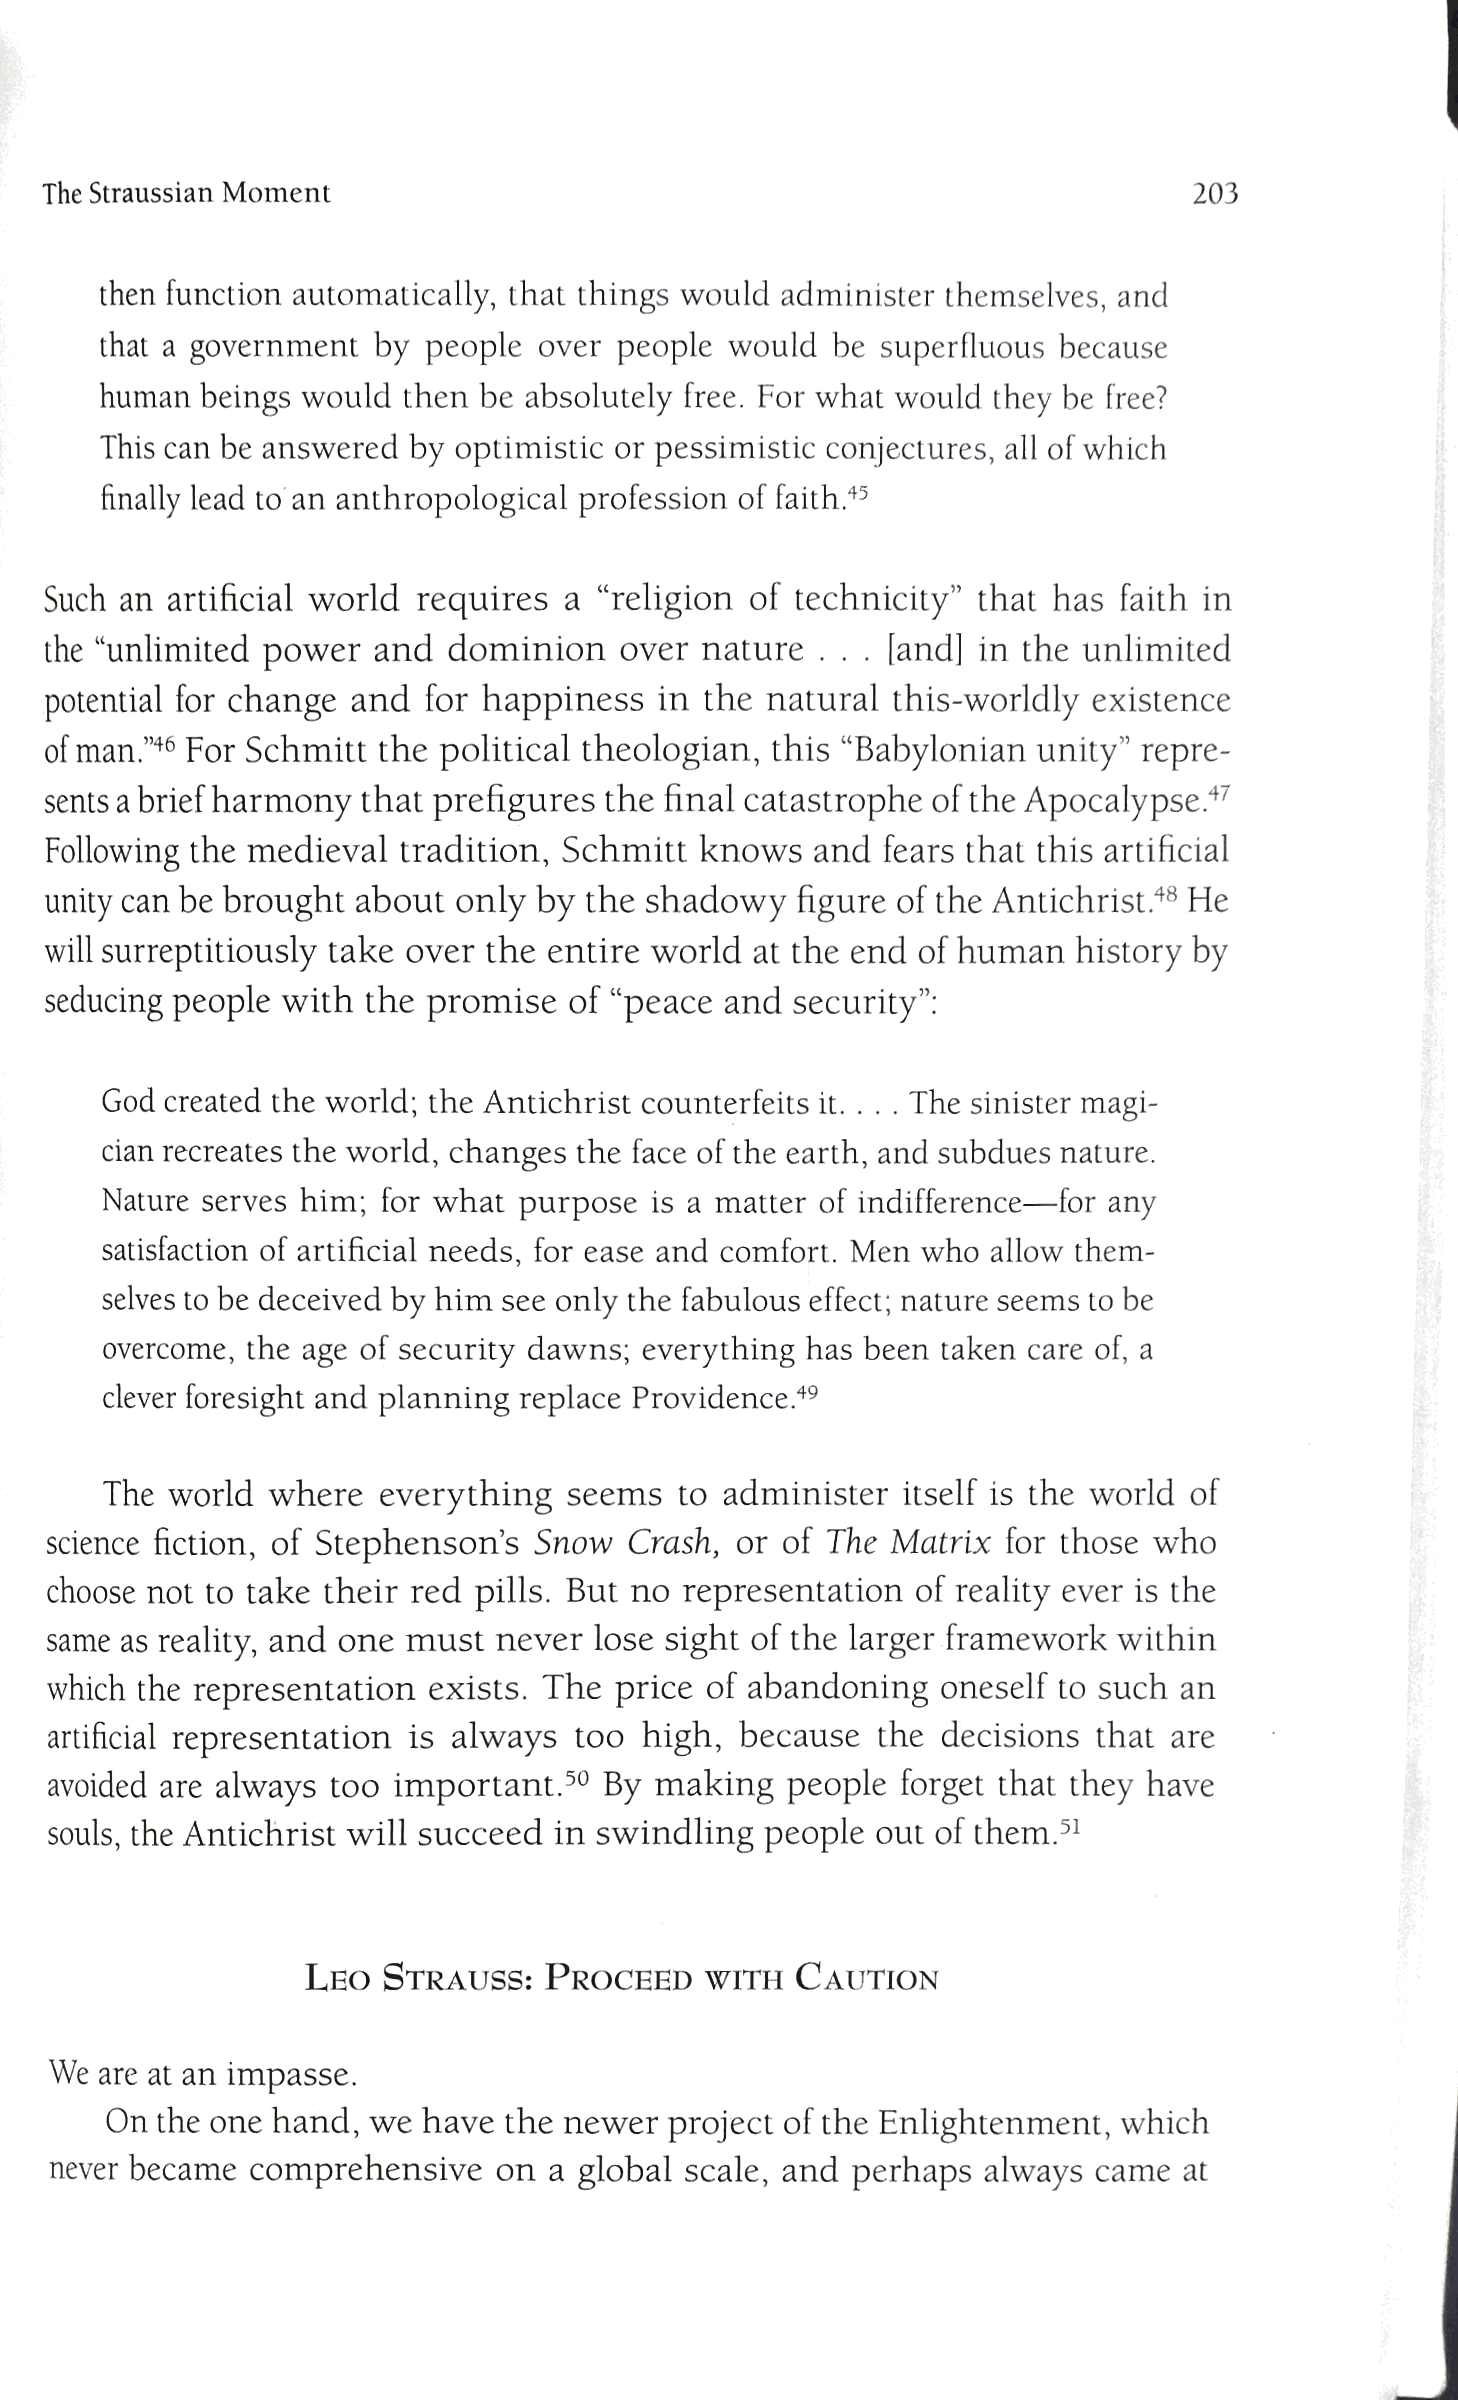 The Straussian Moment 203
then function automatically, that things would administer themselves, and
that a government by people over people would be superfluous because
human beings would then be absolutely free. For what would they be free?
This can be answered by optimistic or pessimistic conjectures, all of which
finally lead to an anthropological profession of faith.45
Such an artificial world requires a “religion of technicity” that has faith in
the “unlimited power and dominion over nature . . . [and] in the unlimited
potential for change and for happiness in the natural this-worldly existence
of man.”46 For Schmitt the political theologian, this “Babylonian unity” repre-
sents a brief harmony that prefigures the final catastrophe of the Apocalypse.47
Following the medieval tradition, Schmitt knows and fears that this artificial
unity can be brought about only by the shadowy figure of the Antichrist.48 He
will surreptitiously take over the entire world at the end of human history by
seducing people with the promise of “peace and security”:
God created the world; the Antichrist counterfeits it. . . . The sinister magi-
cian recreates the world, changes the face of the earth, and subdues nature.
Nature serves him; for what purpose is a matter of indifference—for any
satisfaction of artificial needs, for ease and comfort. Men who allow them-
selves to be deceived by him see only the fabulous effect; nature seems to be
overcome, the age of security dawns; everything has been taken care of, a
clever foresight and planning replace Providence.49
The world where everything seems to administer itself is the world of
science fiction, of Stephenson’s Snow Crash, or of The Matrix for those who
choose not to take their red pills. But no representation of reality ever is the
same as reality, and one must never lose sight of the larger framework within
which the representation exists. The price of abandoning oneself to such an
artificial representation is always too high, because the decisions that are
avoided are always too important.50 By making people forget that they have
souls, the Antichrist will succeed in swindling people out of them.51
LEO STRAUSS: PROCEED WITH CAUTION
We are at an impasse.
On the one hand, we have the newer project of the Enlightenment, which
never became comprehensive on a global scale, and perhaps always came at